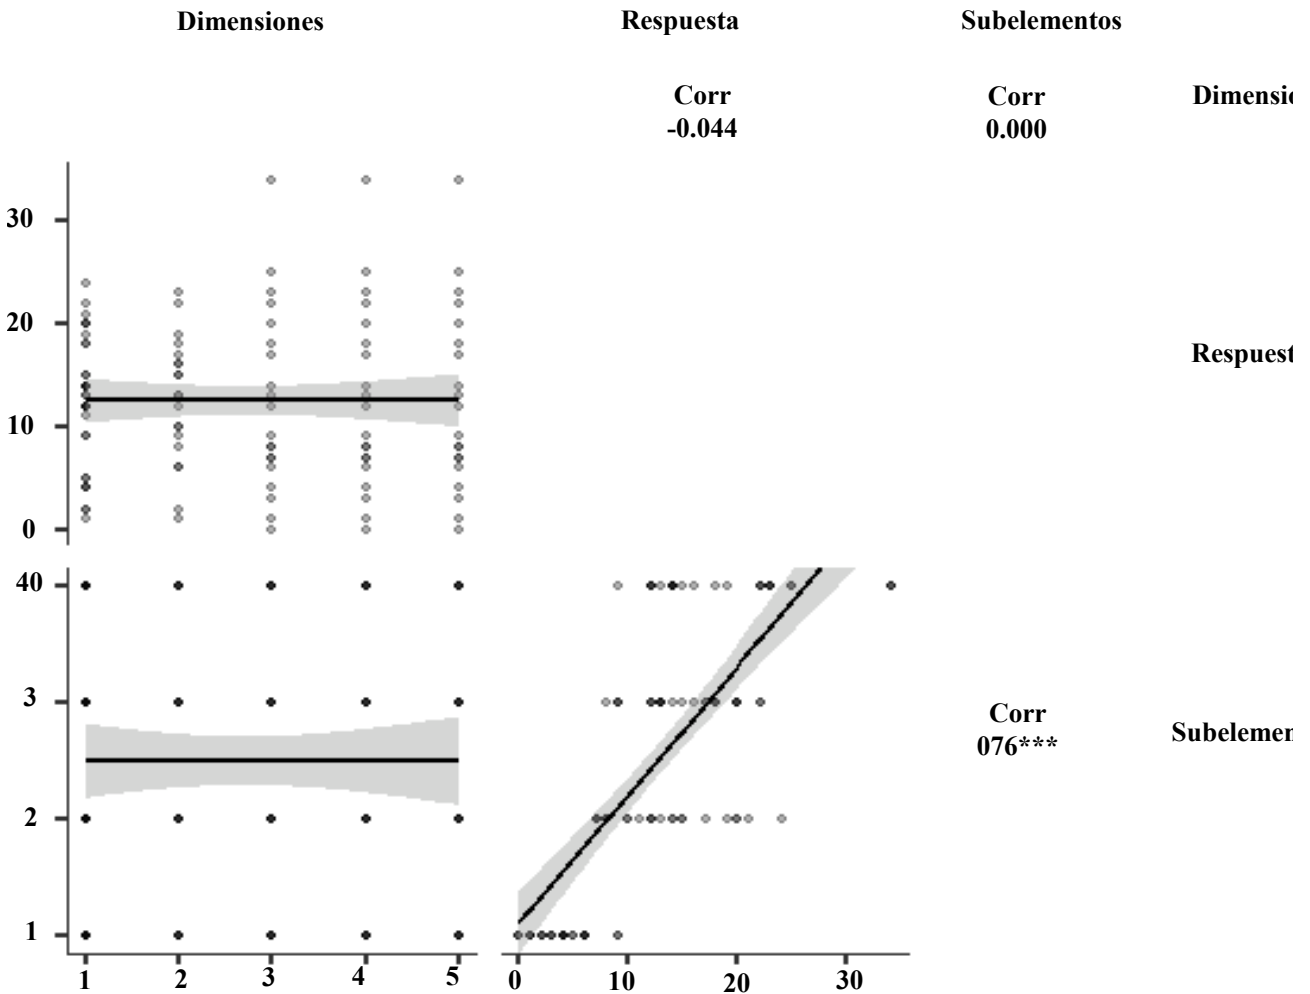 Dimensiones Respuesta Subelementos
Corr Corr Dimensio
-0.044 0.000
30
20
Respuest
10
0
40
3
Corr
076***
Subelemen
2
1
1 2 3 4 5 0 10 20 30